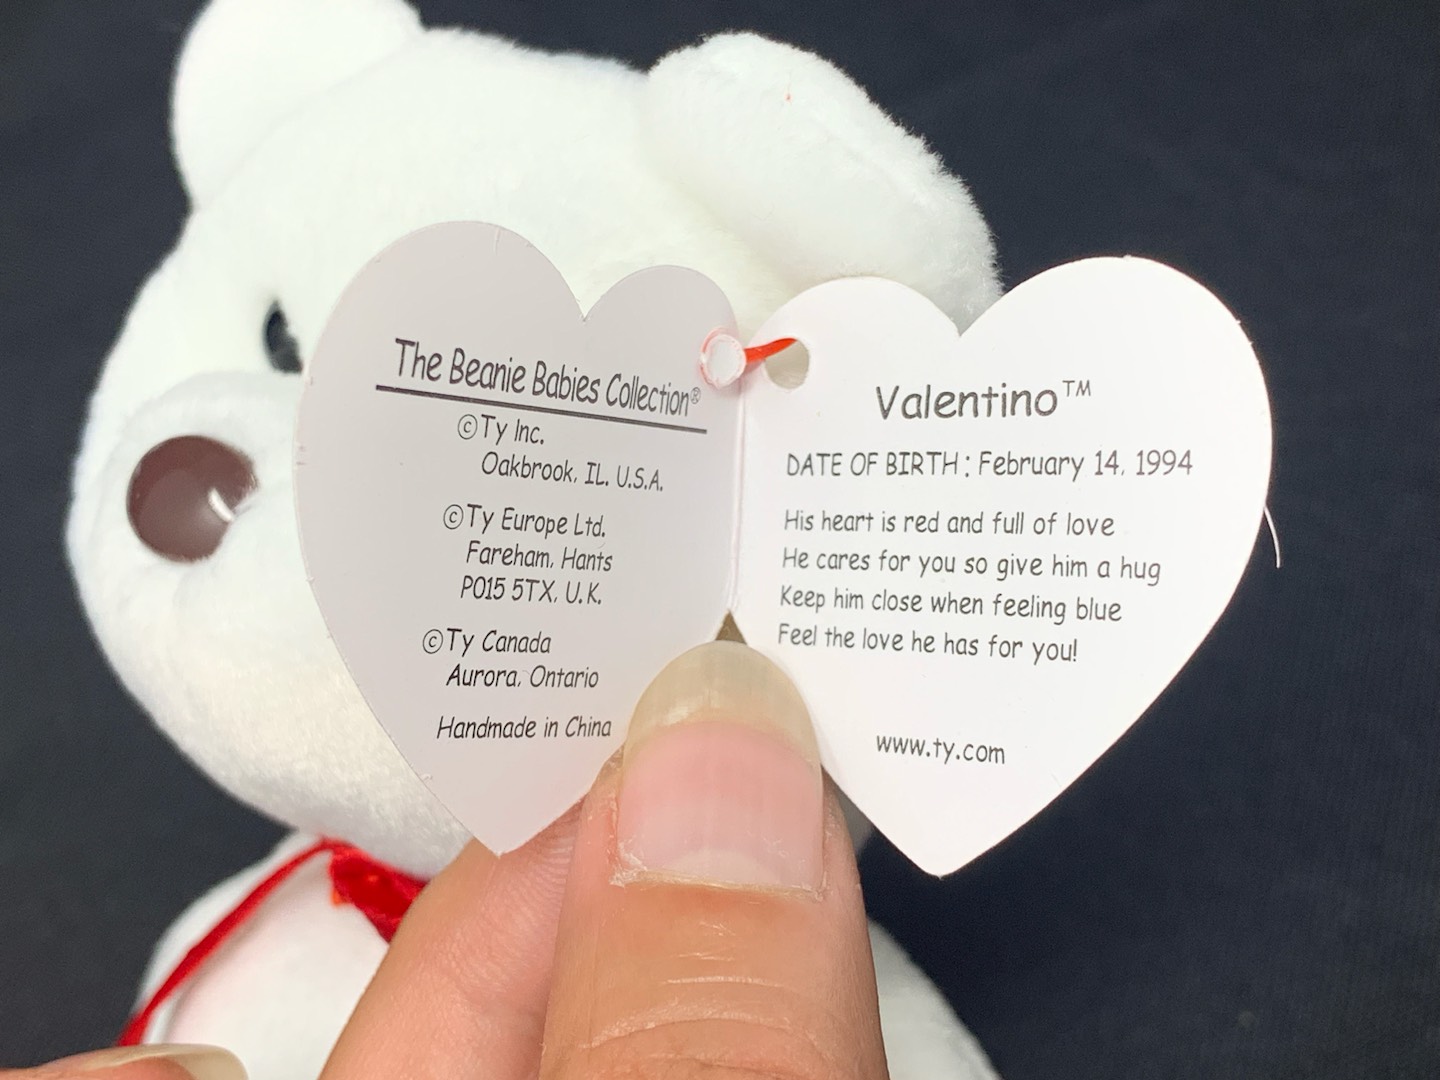 The Beanie Babies Collection®
©Ty Inc.
Oakbrook, IL. U.S.A.
©Ty Europe Ltd.
Fareham, Hants
PO15 5TX, U.K.
©Ty Canada
Aurora, Ontario
Handmade in China
Valentino™
DATE OF BIRTH : February 14, 1994
His heart is red and full of love
He cares for you so give him a hug
Keep him close when feeling blue
Feel the love he has for you!
www.ty.com